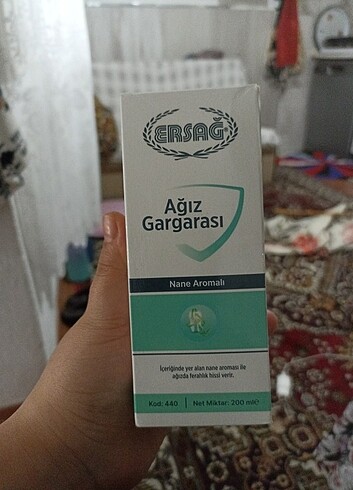 ERSAĞ
Ağız
Gargarası
Nane Aromalı
İçeriğinde yer alan nane aroması ile
ağızda ferahlık hissi verir.
Kod: 440 Net Miktar: 200 ml℮